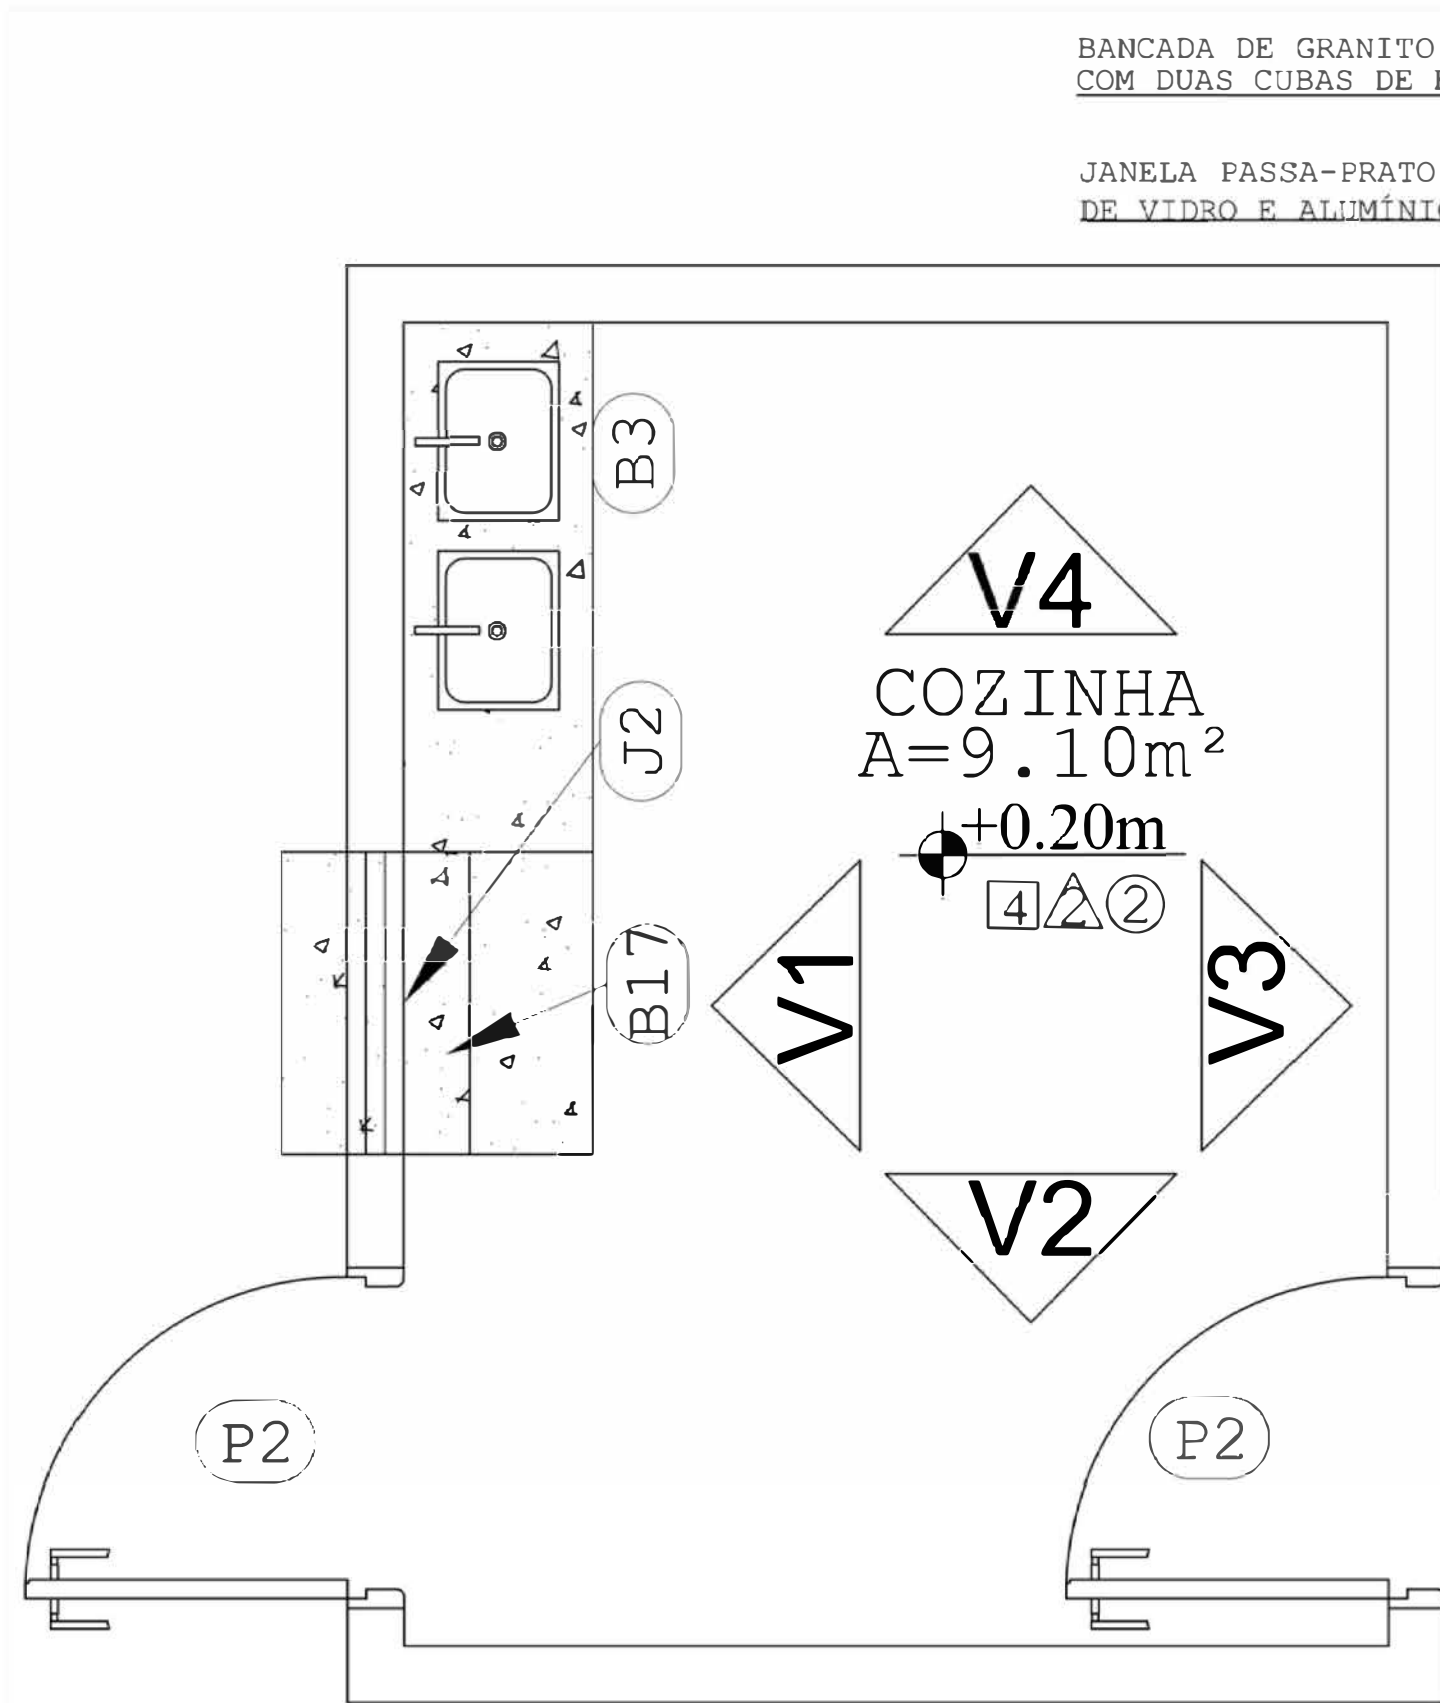 BANCADA DE GRANITO
COM DUAS CUBAS DE
JANELA PASSA-PRATO
DE VIDRO E ALUMÍNIO
B3
V4
J2
COZINHA
A=9.10m²
+0.20m
4 2 2
B17
V1
V3
V2
P2
P2